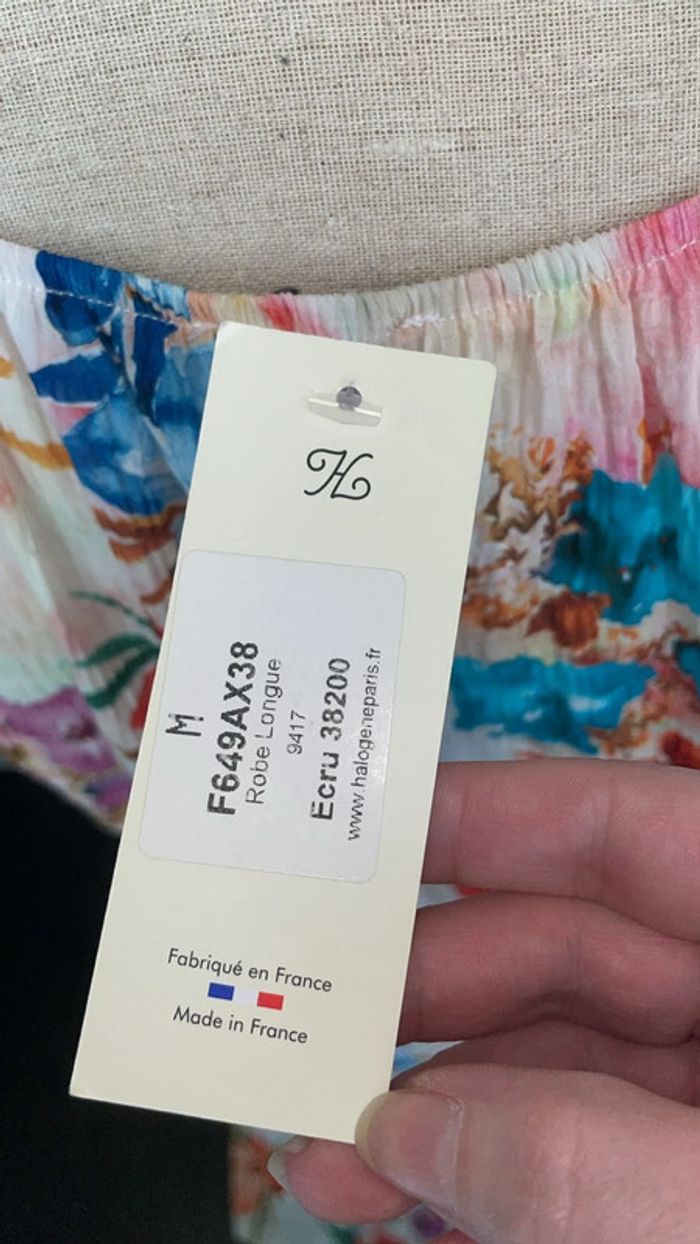 H
M
F649AX38
Robe Longue
9417
Ecru 38200
www.halogeneparis.fr
Fabriqué en France
Made in France